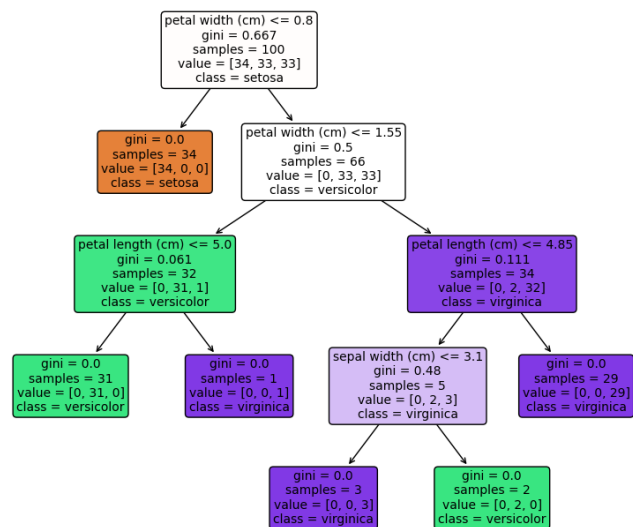 petal width (cm) <= 0.8
gini = 0.667
samples = 100
value = [34, 33, 33]
class = setosa
gini = 0.0
samples = 34
value = [34, 0, 0]
class = setosa
petal width (cm) <= 1.55
gini = 0.5
samples = 66
value = [0, 33, 33]
class = versicolor
petal length (cm) <= 5.0
gini = 0.061
samples = 32
value = [0, 31, 1]
class = versicolor
petal length (cm) <= 4.85
gini = 0.111
samples = 34
value = [0, 2, 32]
class = virginica
gini = 0.0
samples = 31
value = [0, 31, 0]
class = versicolor
gini = 0.0
samples = 1
value = [0, 0, 1]
class = virginica
sepal width (cm) <= 3.1
gini = 0.48
samples = 5
value = [0, 2, 3]
class = virginica
gini = 0.0
samples = 29
value = [0, 0, 29]
class = virginica
gini = 0.0
samples = 3
value = [0, 0, 3]
class = virginica
gini = 0.0
samples = 2
value = [0, 2, 0]
class = versicolor